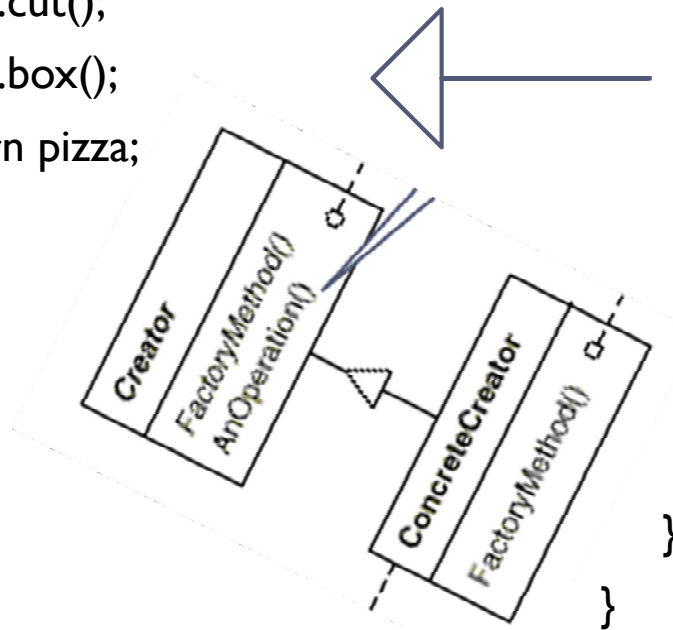 .cut();
.box();
n pizza;
Creator
FactoryMethod()
AnOperation()
ConcreteCreator
FactoryMethod()
}
}